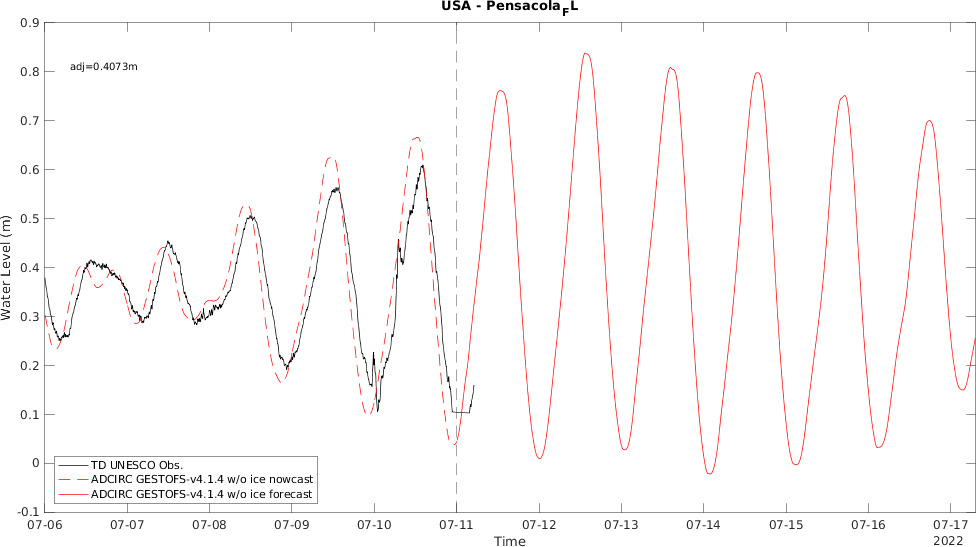 USA - Pensacola_FL
adj=0.4073m
Water Level (m)
0.9
0.8
0.7
0.6
0.5
0.4
0.3
0.2
0.1
0
-0.1
TD UNESCO Obs.
ADCIRC GESTOFS-v4.1.4 w/o ice nowcast
ADCIRC GESTOFS-v4.1.4 w/o ice forecast
07-06 07-07 07-08 07-09 07-10 07-11 07-12 07-13 07-14 07-15 07-16 07-17
Time
2022